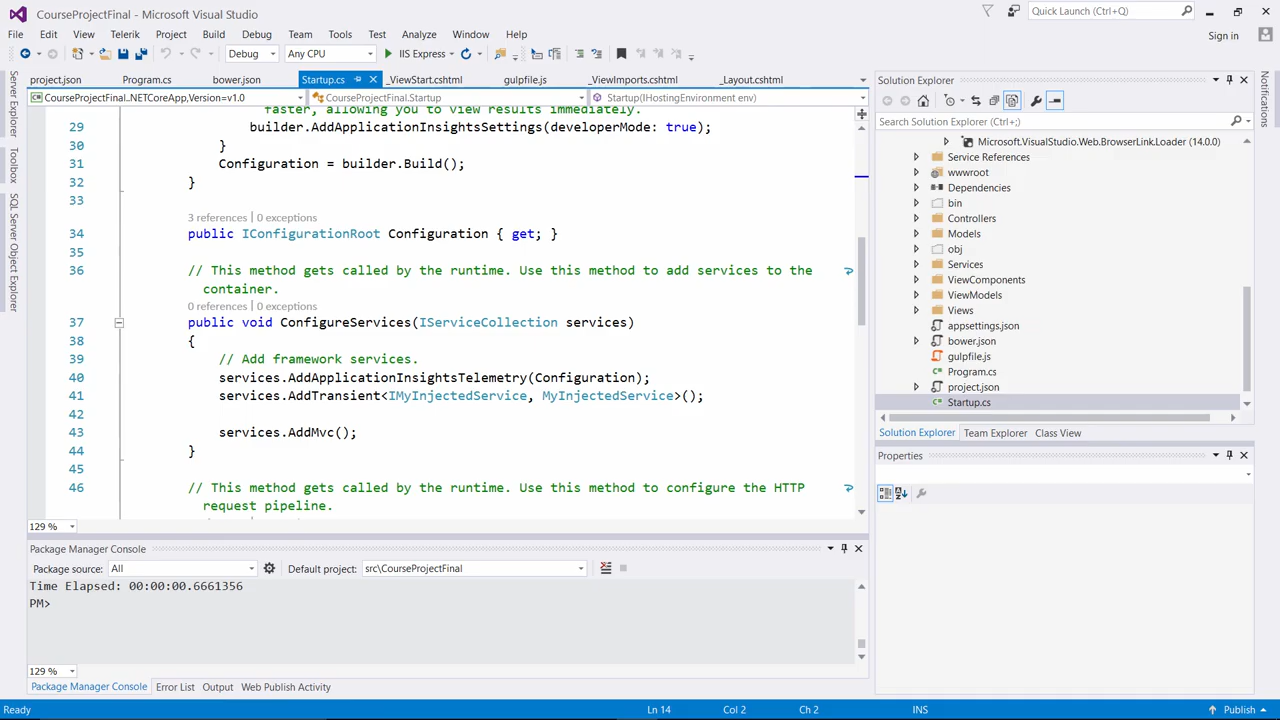 CourseProjectFinal - Microsoft Visual Studio
Quick Launch (Ctrl+Q)
File Edit View Telerik Project Build Debug Team Tools Test Analyze Window Help
Sign in
Debug Any CPU IIS Express
project.json Program.cs bower.json Startup.cs _ViewStart.cshtml gulpfile.js _ViewImports.cshtml _Layout.cshtml
CourseProjectFinal..NETCoreApp,Version=v1.0 CourseProjectFinal.Startup Startup(IHostingEnvironment env)
faster, allowing you to view results immediately.
29 builder.AddApplicationInsightsSettings(developerMode: true);
30 }
31 Configuration = builder.Build();
32 }
33
3 references | 0 exceptions
34 public IConfigurationRoot Configuration { get; }
35
36 // This method gets called by the runtime. Use this method to add services to the
container.
0 references | 0 exceptions
37 public void ConfigureServices(IServiceCollection services)
38 {
39 // Add framework services.
40 services.AddApplicationInsightsTelemetry(Configuration);
41 services.AddTransient<IMyInjectedService, MyInjectedService>();
42
43 services.AddMvc();
44 }
45
46 // This method gets called by the runtime. Use this method to configure the HTTP
request pipeline.
129 %
Package Manager Console
Package source: All Default project: src\CourseProjectFinal
Time Elapsed: 00:00:00.6661356
PM>
129 %
Package Manager Console Error List Output Web Publish Activity
Ready Ln 14 Col 2 Ch 2 INS Publish
Server Explorer
Toolbox
SQL Server Object Explorer
Solution Explorer
Search Solution Explorer (Ctrl+;)
Microsoft.VisualStudio.Web.BrowserLink.Loader (14.0.0)
Service References
wwwroot
Dependencies
bin
Controllers
Models
obj
Services
ViewComponents
ViewModels
Views
appsettings.json
bower.json
gulpfile.js
Program.cs
project.json
Startup.cs
Solution Explorer Team Explorer Class View
Properties
Notifications